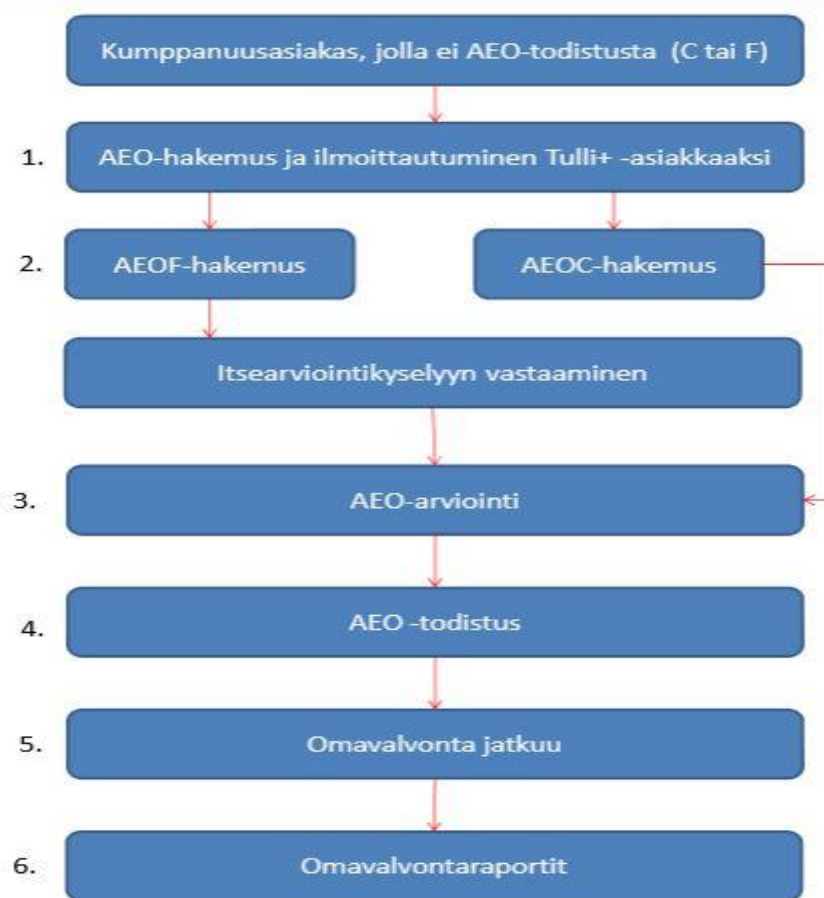 Kumppanuusasiakas, jolla ei AEO-todistusta (C tai F)
1. AEO-hakemus ja ilmoittautuminen Tulli+ -asiakkaaksi
2. AEOF-hakemus AEOC-hakemus
Itsearviointikyselyyn vastaaminen
3. AEO-arviointi
4. AEO -todistus
5. Omavalvonta jatkuu
6. Omavalvontaraportit